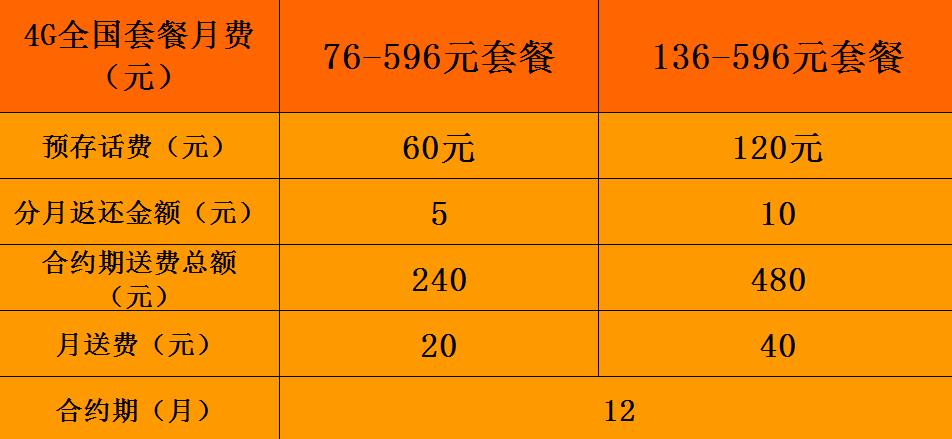 4G全国套餐月费
（元）
76-596元套餐
136-596元套餐
预存话费（元）
60元
120元
分月返还金额（元）
5
10
合约期送费总额
（元）
240
480
月送费（元）
20
40
合约期（月）
12